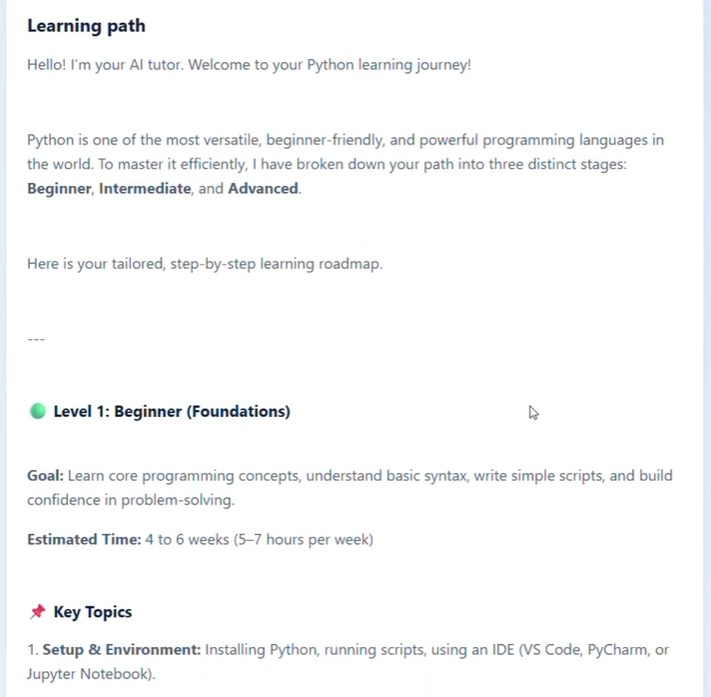 Learning path
Hello! I'm your AI tutor. Welcome to your Python learning journey!
Python is one of the most versatile, beginner-friendly, and powerful programming languages in
the world. To master it efficiently, I have broken down your path into three distinct stages:
Beginner, Intermediate, and Advanced.
Here is your tailored, step-by-step learning roadmap.
---
Level 1: Beginner (Foundations)
Goal: Learn core programming concepts, understand basic syntax, write simple scripts, and build
confidence in problem-solving.
Estimated Time: 4 to 6 weeks (5–7 hours per week)
Key Topics
1. Setup & Environment: Installing Python, running scripts, using an IDE (VS Code, PyCharm, or
Jupyter Notebook).